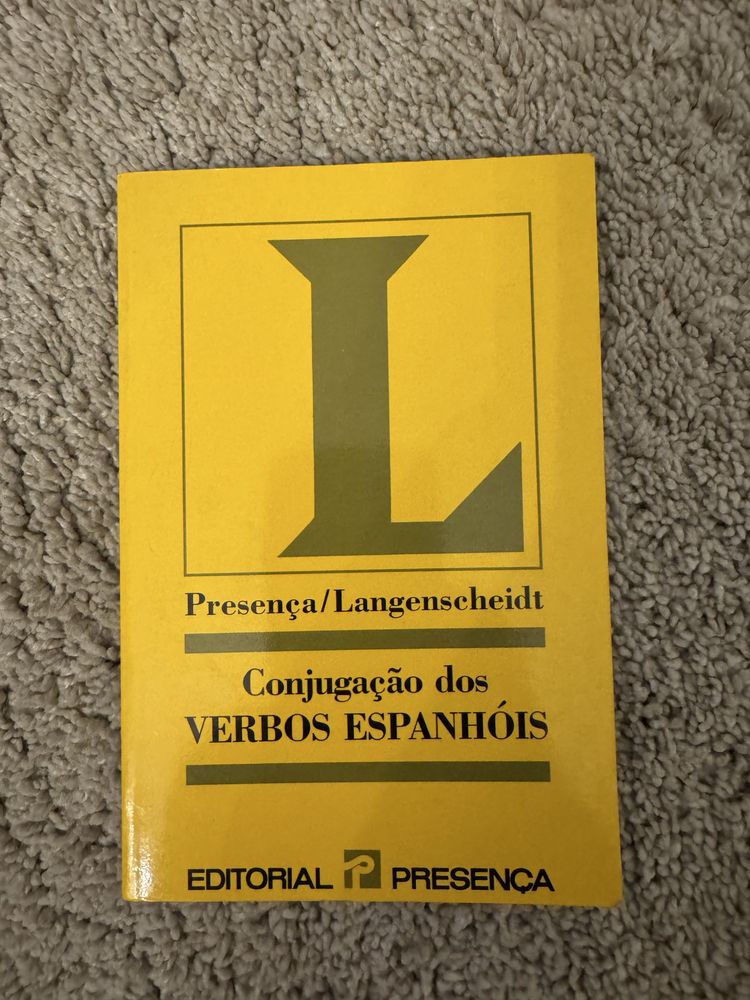 L
Presença/Langenscheidt
Conjugação dos
VERBOS ESPANHÓIS
EDITORIAL P PRESENÇA